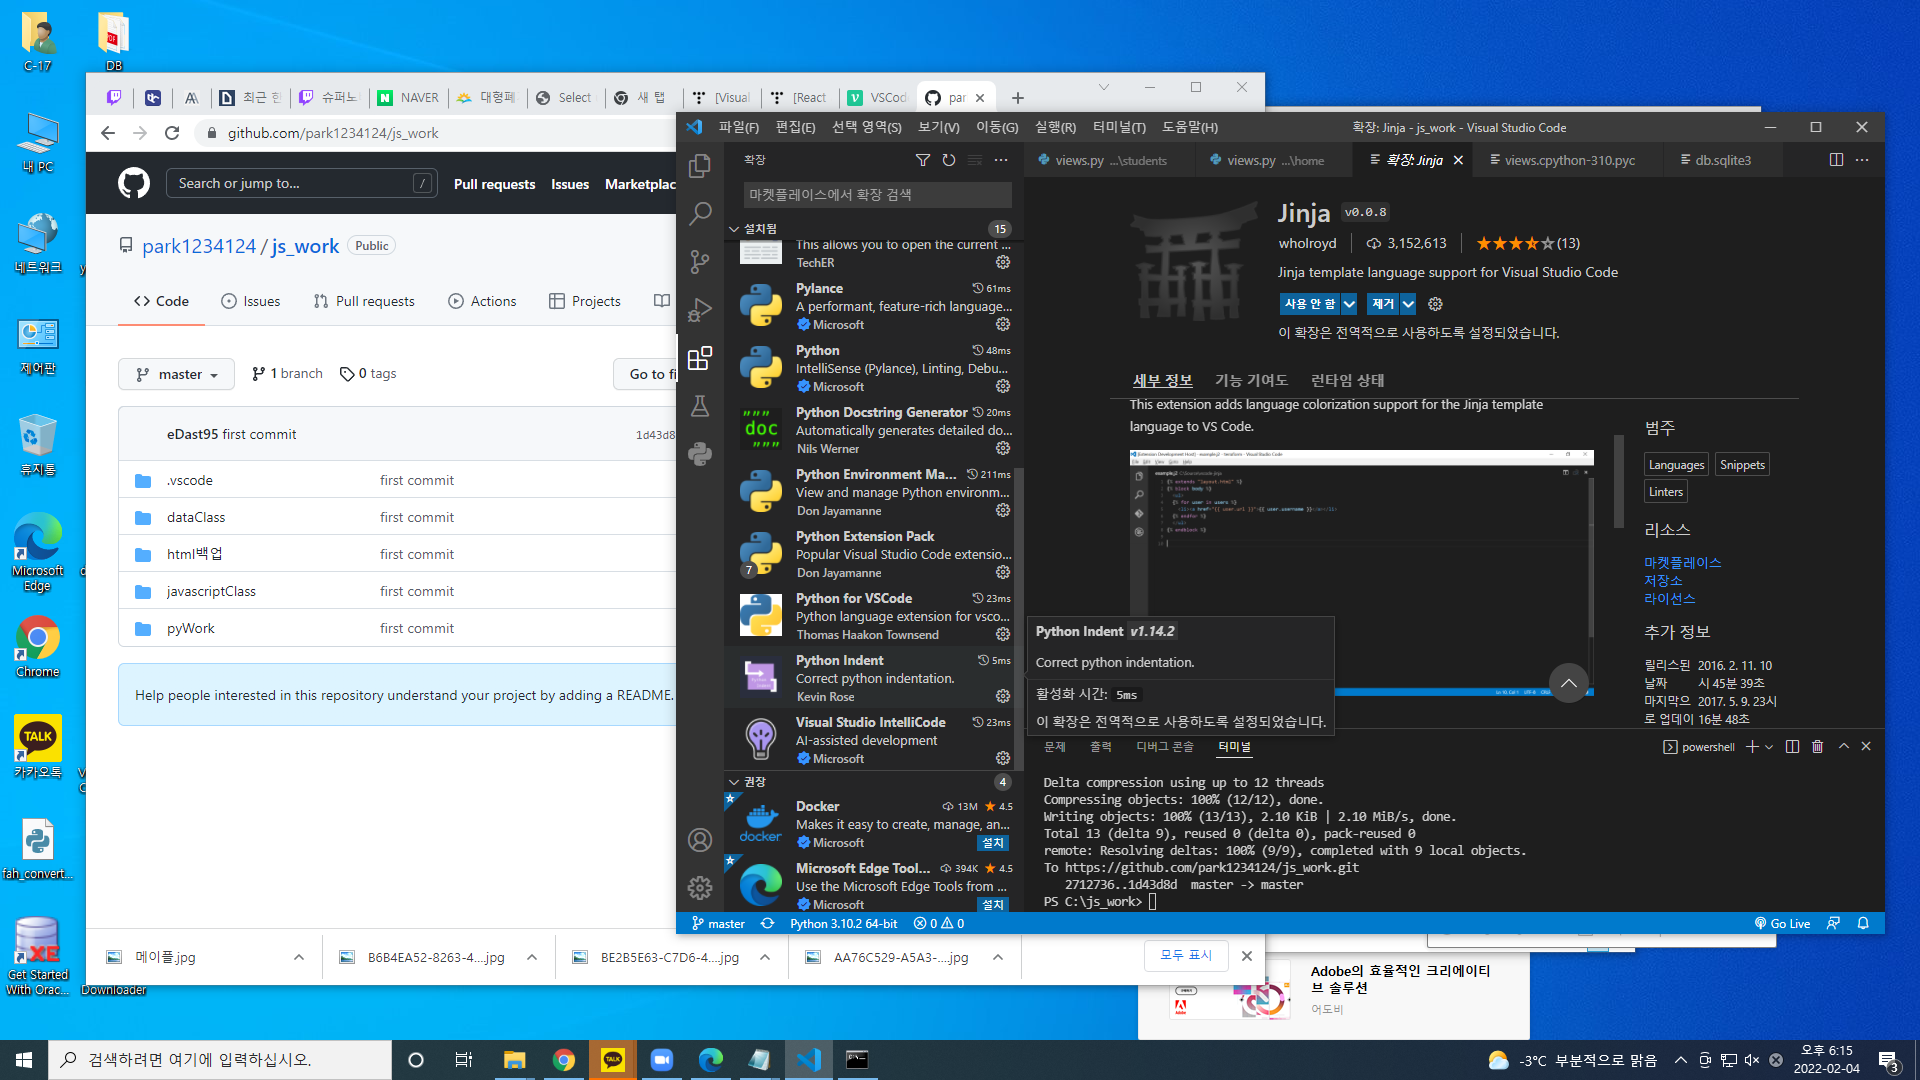 C-17
DB
내 PC
네트워크
제어판
휴지통
Microsoft Edge
Chrome
카카오톡
fah_convert...
Get Started With Orac...
Downloader
최근 한
슈퍼노
NAVER
대형폐
Select
새 탭
[Visual
[React
VSCod
par
github.com/park1234124/js_work
Search or jump to...
/
Pull requests
Issues
Marketplac
park1234124 / js_work
Public
Code
Issues
Pull requests
Actions
Projects
master
1 branch
0 tags
Go to fi
eDast95 first commit
1d43d8
.vscode
first commit
dataClass
first commit
html백업
first commit
javascriptClass
first commit
pyWork
first commit
Help people interested in this repository understand your project by adding a README.
메이플.jpg
B6B4EA52-8263-4....jpg
BE2B5E63-C7D6-4....jpg
AA76C529-A5A3-....jpg
모두 표시
파일(F)
편집(E)
선택 영역(S)
보기(V)
이동(G)
실행(R)
터미널(T)
도움말(H)
확장: Jinja - js_work - Visual Studio Code
확장
마켓플레이스에서 확장 검색
설치됨
15
This allows you to open the current ...
TechER
Pylance
61ms
A performant, feature-rich language...
Microsoft
Python
48ms
IntelliSense (Pylance), Linting, Debu...
Microsoft
"""
doc
"""
Python Docstring Generator
20ms
Automatically generates detailed do...
Nils Werner
Python Environment Ma...
211ms
View and manage Python environm...
Don Jayamanne
Python Extension Pack
Popular Visual Studio Code extensio...
Don Jayamanne
7
Python for VSCode
23ms
Python language extension for vsco...
Thomas Haakon Townsend
Python Indent
5ms
Correct python indentation.
Kevin Rose
Visual Studio IntelliCode
23ms
AI-assisted development
Microsoft
권장
4
Docker
13M
4.5
Makes it easy to create, manage, an...
Microsoft
설치
docker
Microsoft Edge Tool...
394K
4.5
Use the Microsoft Edge Tools from ...
Microsoft
설치
views.py ...\students
views.py ...\home
확장: Jinja
views.cpython-310.pyc
db.sqlite3
Jinja
v0.0.8
wholroyd
3,152,613
(13)
Jinja template language support for Visual Studio Code
사용 안 함
제거
이 확장은 전역적으로 사용하도록 설정되었습니다.
세부 정보
기능 기여도
런타임 상태
This extension adds language colorization support for the Jinja template
language to VS Code.
범주
Languages
Snippets
Linters
리소스
마켓플레이스
저장소
라이선스
추가 정보
릴리스된 날짜
2016. 2. 11. 10시 45분 39초
마지막으로 업데이
2017. 5. 9. 23시 16분 48초
Python Indent v1.14.2
Correct python indentation.
활성화 시간: 5ms
이 확장은 전역적으로 사용하도록 설정되었습니다.
문제
출력
디버그 콘솔
터미널
powershell
Delta compression using up to 12 threads
Compressing objects: 100% (12/12), done.
Writing objects: 100% (13/13), 2.10 KiB | 2.10 MiB/s, done.
Total 13 (delta 9), reused 0 (delta 0), pack-reused 0
remote: Resolving deltas: 100% (9/9), completed with 9 local objects.
To https://github.com/park1234124/js_work.git
2712736..1d43d8d  master -> master
PS C:\js_work>
master
Python 3.10.2 64-bit
0
0
Go Live
Adobe의 효율적인 크리에이티
브 솔루션
어도비
검색하려면 여기에 입력하십시오.
-3℃ 부분적으로 맑음
오후 6:15
2022-02-04
3